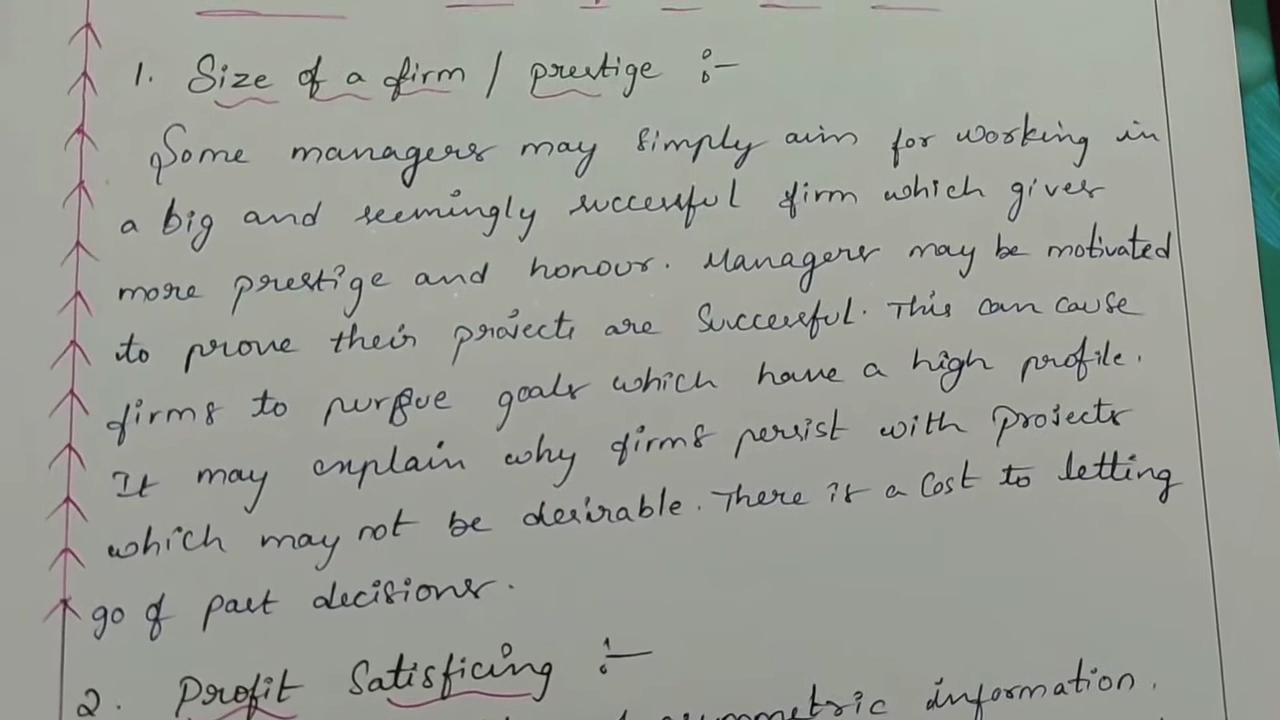 1. Size of a firm / prestige :-
Some managers may simply aim for working in
a big and seemingly successful firm which gives
more prestige and honour. Managers may be motivated
to prove their projects are successful. This can cause
firms to pursue goals which have a high profile.
It may explain why firms persist with projects
which may not be desirable. There is a cost to letting
go of past decisions.
2. Profit Satisficing :-
information.